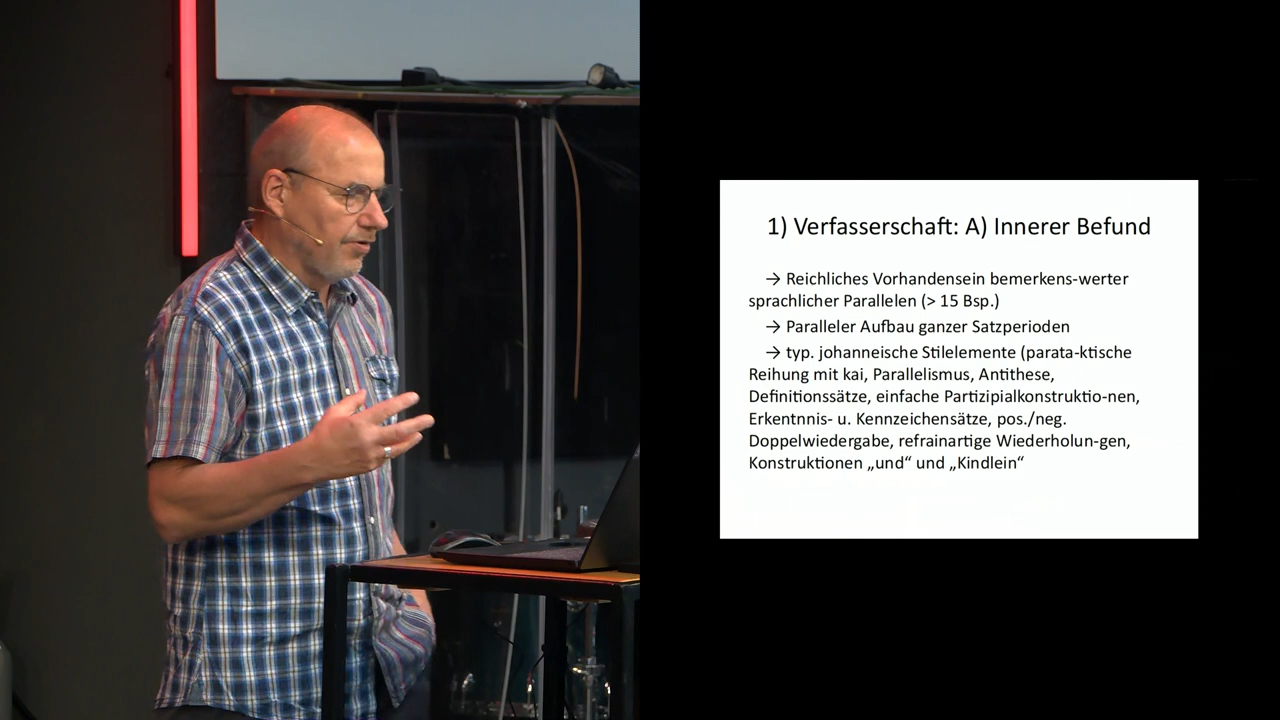 1) Verfasserschaft: A) Innerer Befund
→ Reichliches Vorhandensein bemerkens-werter
sprachlicher Parallelen (> 15 Bsp.)
→ Paralleler Aufbau ganzer Satzperioden
→ typ. johanneische Stilelemente (parata-ktische
Reihung mit kai, Parallelismus, Antithese,
Definitionssätze, einfache Partizipialkonstruktio-nen,
Erkentnnis- u. Kennzeichensätze, pos./neg.
Doppelwiedergabe, refrainartige Wiederholun-gen,
Konstruktionen „und“ und „Kindlein“